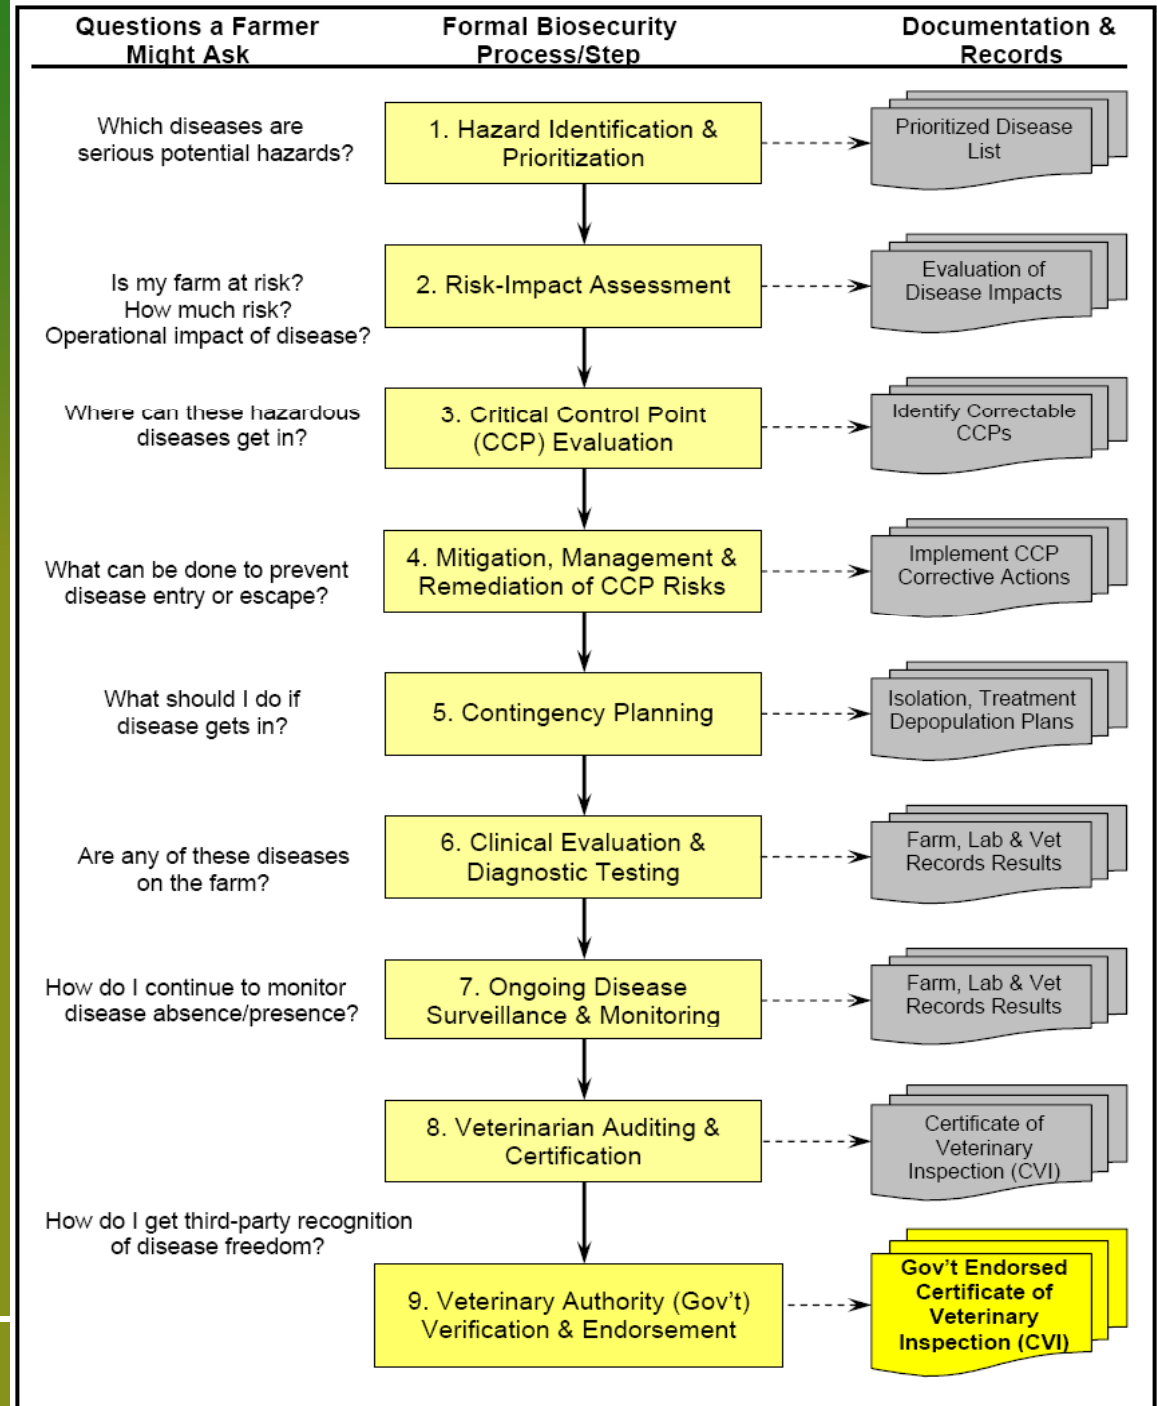 Questions a Farmer
Might Ask
Formal Biosecurity
Process/Step
Documentation &
Records
Which diseases are
serious potential hazards?
1. Hazard Identification &
Prioritization
Prioritized Disease
List
Is my farm at risk?
How much risk?
Operational impact of disease?
2. Risk-Impact Assessment
Evaluation of
Disease Impacts
Where can these hazardous
diseases get in?
3. Critical Control Point
(CCP) Evaluation
Identify Correctable
CCPs
What can be done to prevent
disease entry or escape?
4. Mitigation, Management &
Remediation of CCP Risks
Implement CCP
Corrective Actions
What should I do if
disease gets in?
5. Contingency Planning
Isolation, Treatment
Depopulation Plans
Are any of these diseases
on the farm?
6. Clinical Evaluation &
Diagnostic Testing
Farm, Lab & Vet
Records Results
How do I continue to monitor
disease absence/presence?
7. Ongoing Disease
Surveillance & Monitoring
Farm, Lab & Vet
Records Results
8. Veterinarian Auditing &
Certification
Certificate of
Veterinary
Inspection (CVI)
How do I get third-party recognition
of disease freedom?
9. Veterinary Authority (Gov't)
Verification & Endorsement
Gov't Endorsed
Certificate of
Veterinary
Inspection (CVI)